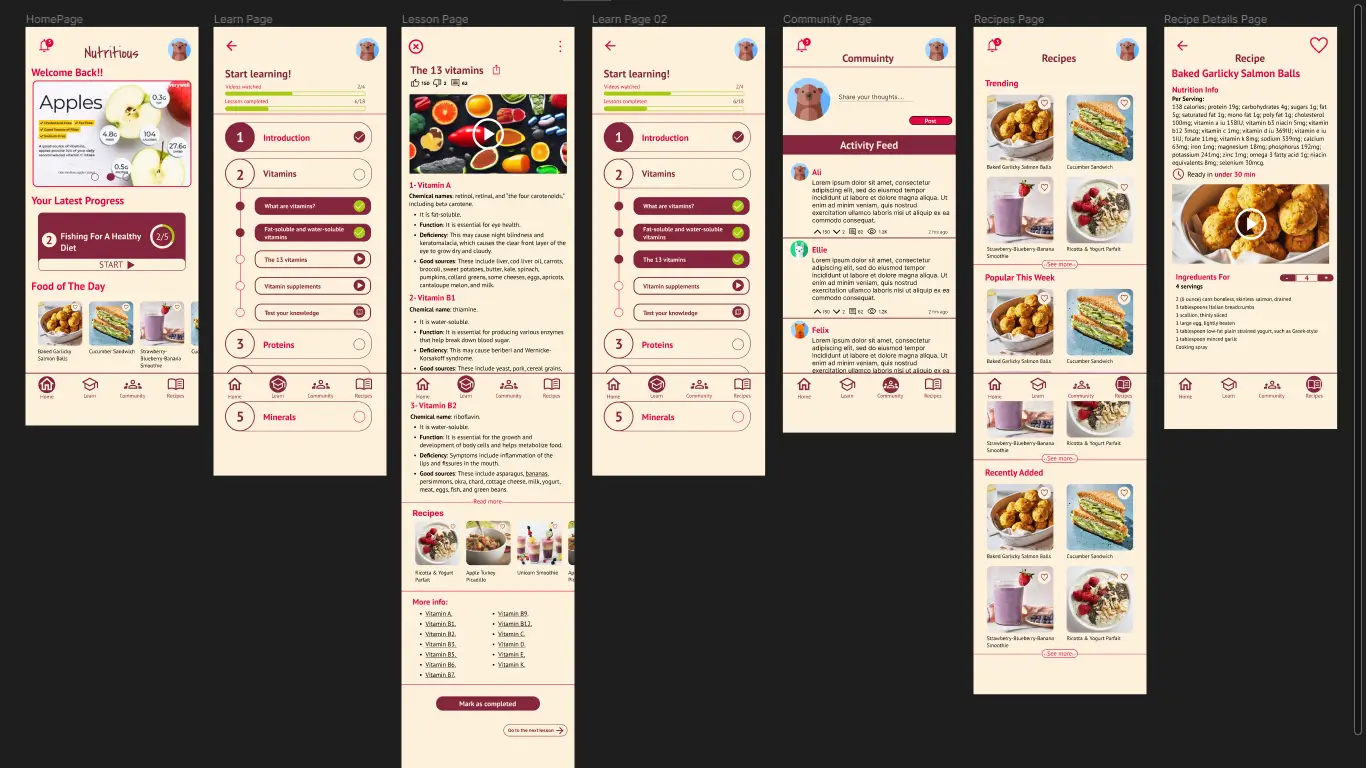 HomePage
Nutritious
Welcome Back!!
Apples
0.3g
4.8g
104
27.6g
0.5g
Your Latest Progress
2
Fishing For A Healthy
Diet
2/5
START
Food of The Day
Baked Garlicky
Salmon Balls
Cucumber Sandwich
Strawberry-
Blueberry-Banana
Smoothie
Home
Learn
Community
Recipes
Learn Page
Start learning!
Videos watched 2/4
Lessons completed 6/18
1 Introduction
2 Vitamins
What are vitamins?
Fat-soluble and water-soluble
vitamins
The 13 vitamins
Vitamin supplements
Test your knowledge
3 Proteins
Home
Learn
Community
Recipes
5 Minerals
Lesson Page
The 13 vitamins
150 2 82
1- Vitamin A
Chemical names: retinol, retinal, and "the four carotenoids,"
including beta carotene.
• It is fat-soluble.
• Function: It is essential for eye health.
• Deficiency: This may cause night blindness and
keratomalacia, which causes the clear front layer of the
eye to grow dry and cloudy.
• Good sources: These include liver, cod liver oil, carrots,
broccoli, sweet potatoes, butter, kale, spinach,
pumpkins, collard greens, some cheeses, eggs, apricots,
cantaloupe melon, and milk.
2- Vitamin B1
Chemical name: thiamine.
• It is water-soluble.
• Function: It is essential for producing various enzymes
that help break down blood sugar.
• Deficiency: This may cause beriberi and Wernicke-
Korsakoff syndrome.
• Good sources: These include yeast, pork, cereal grains,
Home
Learn
Community
Recipes
3- Vitamin B2
Chemical name: riboflavin.
• It is water-soluble.
• Function: It is essential for the growth and
development of body cells and helps metabolize food.
• Deficiency: Symptoms include inflammation of the
lips and fissures in the mouth.
• Good sources: These include asparagus, bananas,
persimmons, okra, chard, cottage cheese, milk, yogurt,
meat, eggs, fish, and green beans.
Read more
Recipes
Ricotta & Yogurt
Parfait
Apple Turkey
Picadillo
Unicorn Smoothie
More info:
• Vitamin A.
• Vitamin B1.
• Vitamin B2.
• Vitamin B3.
• Vitamin B5.
• Vitamin B6.
• Vitamin B7.
• Vitamin B9.
• Vitamin B12.
• Vitamin C.
• Vitamin D.
• Vitamin E.
• Vitamin K.
Mark as completed
Go to the next lesson
Learn Page 02
Start learning!
Videos watched 2/4
Lessons completed 6/18
1 Introduction
2 Vitamins
What are vitamins?
Fat-soluble and water-soluble
vitamins
The 13 vitamins
Vitamin supplements
Test your knowledge
3 Proteins
Home
Learn
Community
Recipes
5 Minerals
Community Page
Commuinty
Share your thoughts....
Post
Activity Feed
Ali
Lorem ipsum dolor sit amet, consectetur
adipiscing elit, sed do eiusmod tempor
incididunt ut labore et dolore magna aliqua. Ut
enim ad minim veniam, quis nostrud
exercitation ullamco laboris nisi ut aliquip ex ea
commodo consequat.
150 2 82 1.2K 2 hrs ago
Ellie
Lorem ipsum dolor sit amet, consectetur
adipiscing elit, sed do eiusmod tempor
incididunt ut labore et dolore magna aliqua. Ut
enim ad minim veniam, quis nostrud
exercitation ullamco laboris nisi ut aliquip ex ea
commodo consequat.
150 2 82 1.2K 2 hrs ago
Felix
Lorem ipsum dolor sit amet, consectetur
adipiscing elit, sed do eiusmod tempor
incididunt ut labore et dolore magna aliqua. Ut
enim ad minim veniam, quis nostrud
exercitation ullamco laboris nisi ut aliquip ex ea
Home
Learn
Community
Recipes
Recipes Page
Recipes
Trending
Baked Garlicky Salmon Balls
Cucumber Sandwich
Strawberry-Blueberry-Banana
Smoothie
Ricotta & Yogurt Parfait
See more
Popular This Week
Baked Garlicky Salmon Balls
Cucumber Sandwich
Home
Learn
Community
Recipes
Strawberry-Blueberry-Banana
Smoothie
Ricotta & Yogurt Parfait
See more
Recently Added
Baked Garlicky Salmon Balls
Cucumber Sandwich
Strawberry-Blueberry-Banana
Smoothie
Ricotta & Yogurt Parfait
See more
Recipe Details Page
Recipe
Baked Garlicky Salmon Balls
Nutrition Info
Per Serving:
138 calories; protein 19g; carbohydrates 4g; sugars 1g; fat
5g; saturated fat 1g; mono fat 1g; poly fat 1g; cholesterol
100mg; vitamin a iu 158IU; vitamin b3 niacin 5mg; vitamin
b12 3mcg; vitamin c 1mg; vitamin d iu 369IU; vitamin e iu
1IU; folate 11mg; vitamin k 8mg; sodium 339mg; calcium
63mg; iron 1mg; magnesium 18mg; phosphorus 192mg;
potassium 241mg; zinc 1mg; omega 3 fatty acid 1g; niacin
equivalents 8mg; selenium 30mcg.
Ready in under 30 min
Ingredients For
4 servings
- 4 +
2 (6 ounce) cans boneless, skinless salmon, drained
3 tablespoons Italian breadcrumbs
1 scallion, thinly sliced
1 large egg, lightly beaten
1 tablespoon low-fat plain strained yogurt, such as Greek-style
1 tablespoon minced garlic
Cooking spray
Home
Learn
Community
Recipes